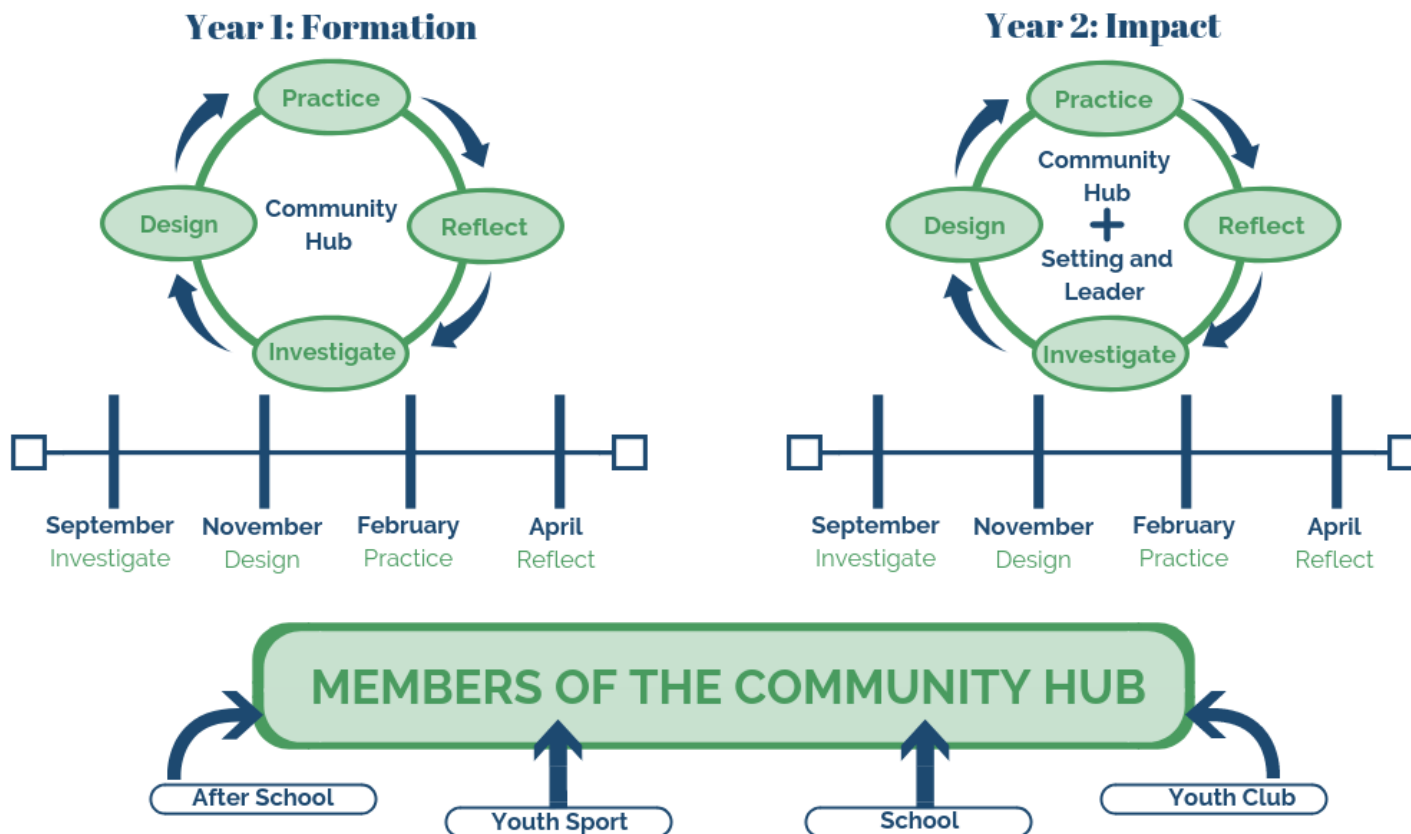 Year 1: Formation
Practice
Design
Community
Hub
Reflect
Investigate
September
Investigate
November
Design
February
Practice
April
Reflect
Year 2: Impact
Practice
Design
Community
Hub
+
Setting and
Leader
Reflect
Investigate
September
Investigate
November
Design
February
Practice
April
Reflect
MEMBERS OF THE COMMUNITY HUB
After School
Youth Sport
School
Youth Club